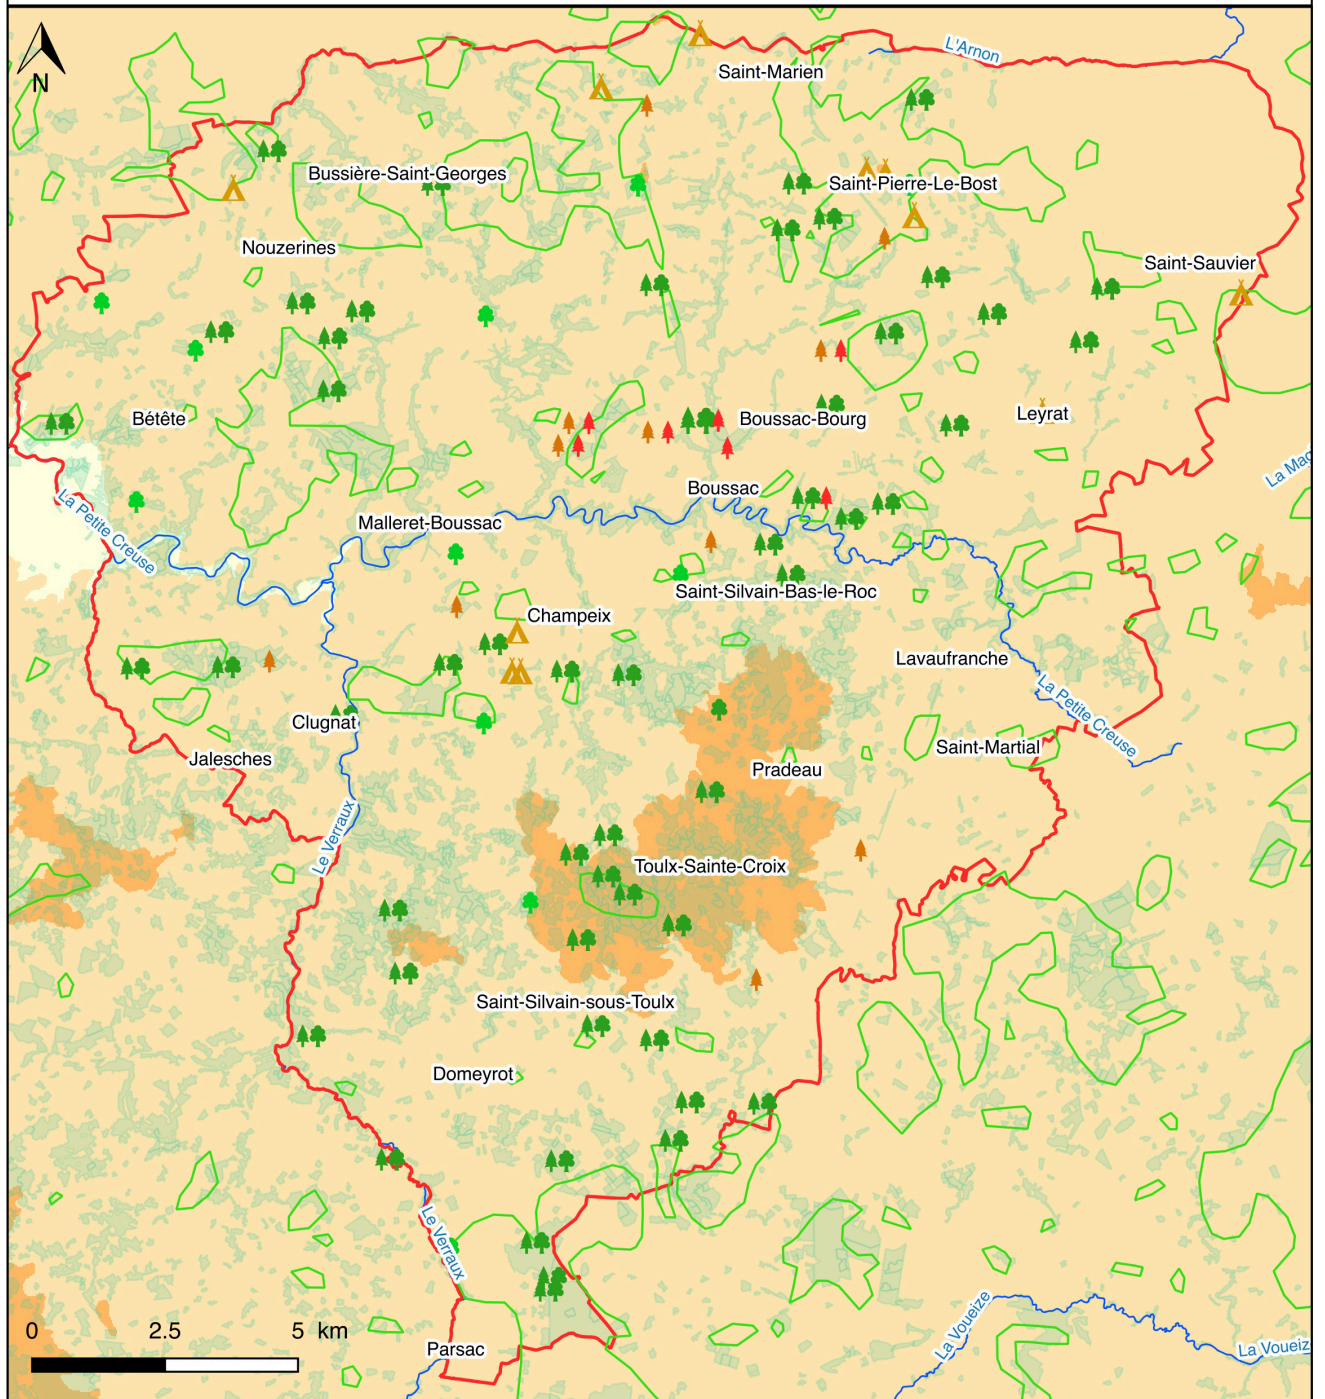 N
L'Arnon
Saint-Marien
Bussière-Saint-Georges
Saint-Pierre-Le-Bost
Nouzerines
Saint-Sauvier
Bétête
Boussac-Bourg
Leyrat
La Mag
La Petite Creuse
Boussac
Malleret-Boussac
Saint-Silvain-Bas-le-Roc
Champeix
Lavaufranche
La Petite Creuse
Clugnat
Jalesches
Saint-Martial
Pradeau
Le Verraux
Toulx-Sainte-Croix
Saint-Silvain-sous-Toulx
Domeyrot
Le Verraux
La Voueize
La Voueiz
Parsac
0 2.5 5 km